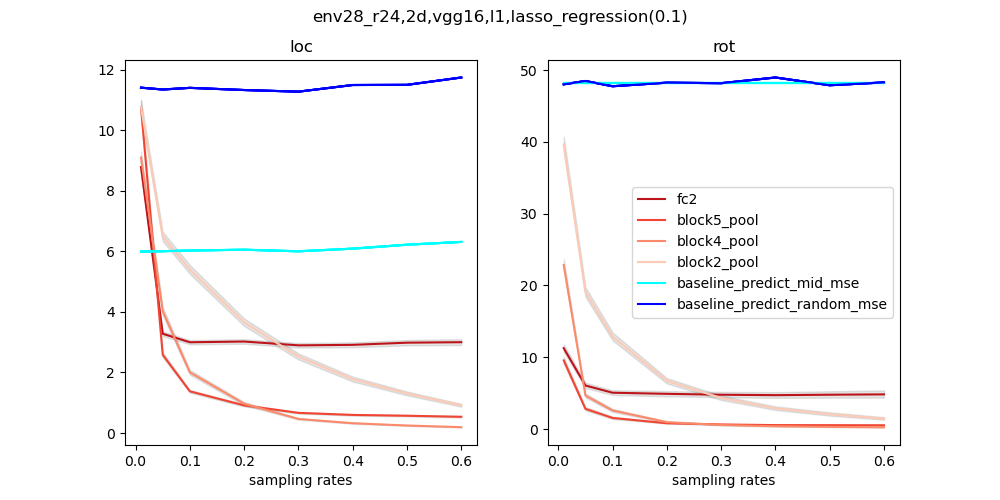 env28_r24,2d,vgg16,l1,lasso_regression(0.1)
loc
12
10
8
6
4
2
0
0.0 0.1 0.2 0.3 0.4 0.5 0.6
sampling rates
rot
50
40
30
20
10
0
fc2
block5_pool
block4_pool
block2_pool
baseline_predict_mid_mse
baseline_predict_random_mse
0.0 0.1 0.2 0.3 0.4 0.5 0.6
sampling rates